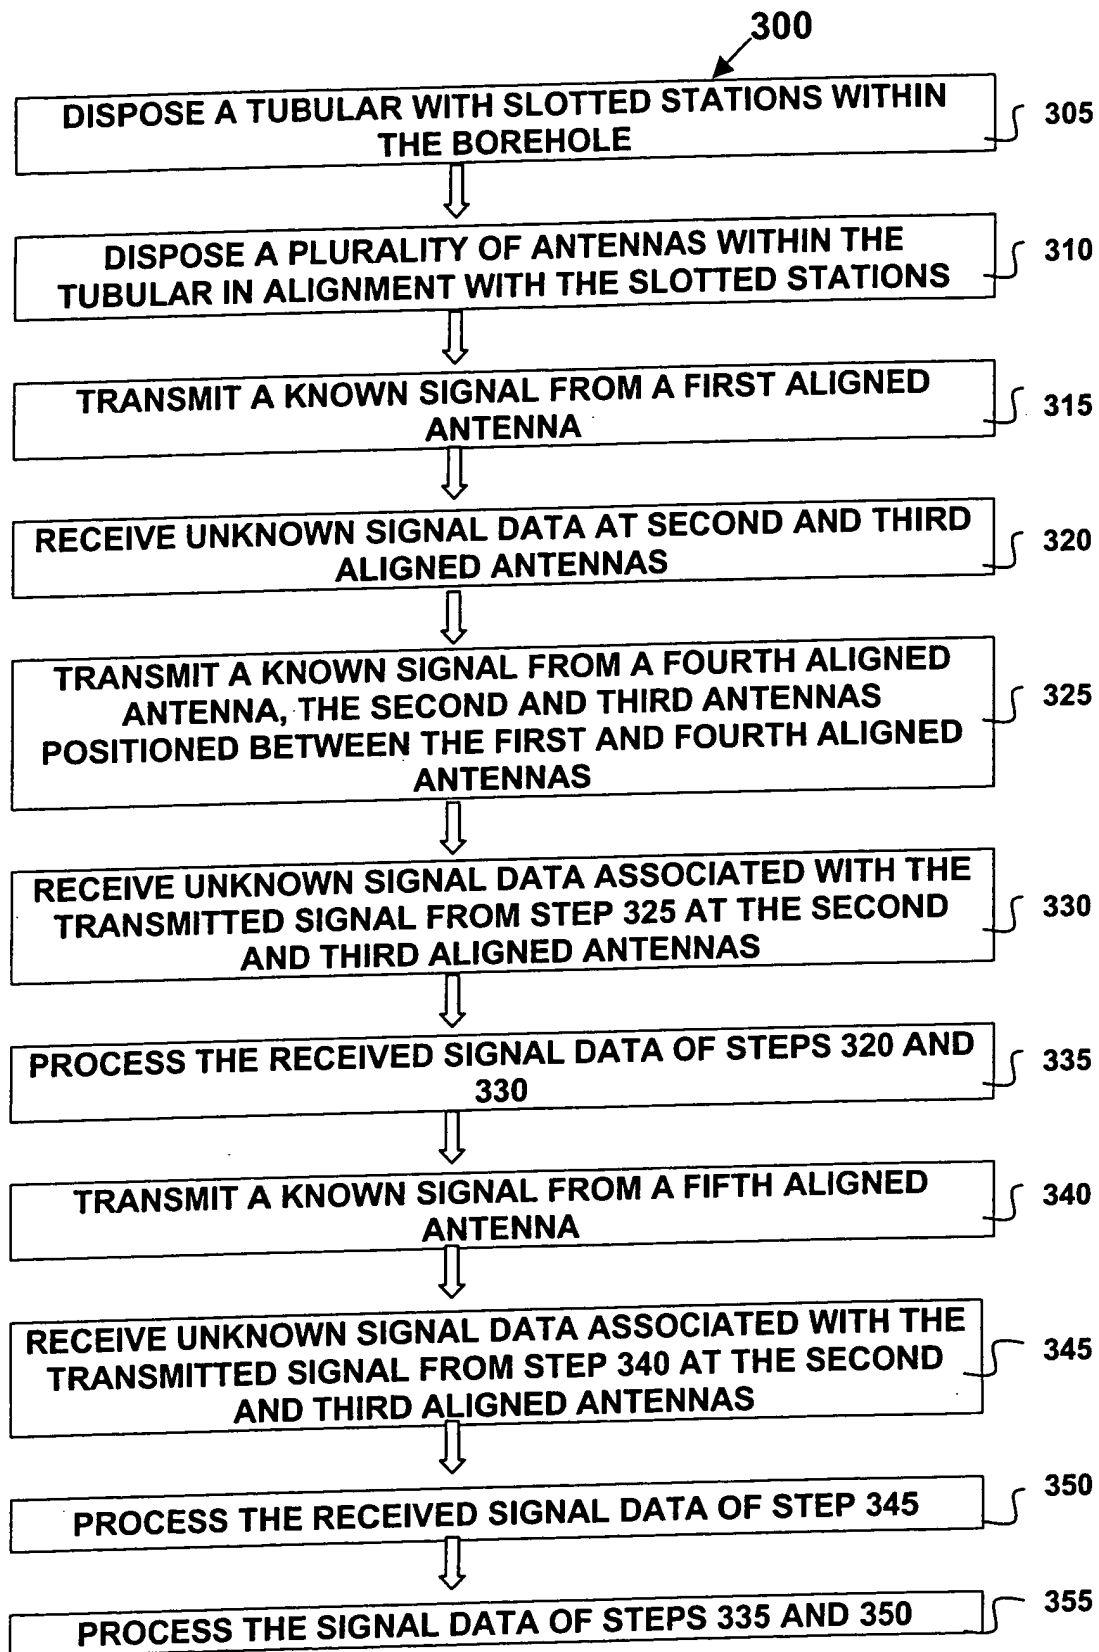 300
DISPOSE A TUBULAR WITH SLOTTED STATIONS WITHIN
THE BOREHOLE
305
DISPOSE A PLURALITY OF ANTENNAS WITHIN THE
TUBULAR IN ALIGNMENT WITH THE SLOTTED STATIONS
310
TRANSMIT A KNOWN SIGNAL FROM A FIRST ALIGNED
ANTENNA
315
RECEIVE UNKNOWN SIGNAL DATA AT SECOND AND THIRD
ALIGNED ANTENNAS
320
TRANSMIT A KNOWN SIGNAL FROM A FOURTH ALIGNED
ANTENNA, THE SECOND AND THIRD ANTENNAS
POSITIONED BETWEEN THE FIRST AND FOURTH ALIGNED
ANTENNAS
325
RECEIVE UNKNOWN SIGNAL DATA ASSOCIATED WITH THE
TRANSMITTED SIGNAL FROM STEP 325 AT THE SECOND
AND THIRD ALIGNED ANTENNAS
330
PROCESS THE RECEIVED SIGNAL DATA OF STEPS 320 AND
330
335
TRANSMIT A KNOWN SIGNAL FROM A FIFTH ALIGNED
ANTENNA
340
RECEIVE UNKNOWN SIGNAL DATA ASSOCIATED WITH THE
TRANSMITTED SIGNAL FROM STEP 340 AT THE SECOND
AND THIRD ALIGNED ANTENNAS
345
PROCESS THE RECEIVED SIGNAL DATA OF STEP 345
350
PROCESS THE SIGNAL DATA OF STEPS 335 AND 350
355